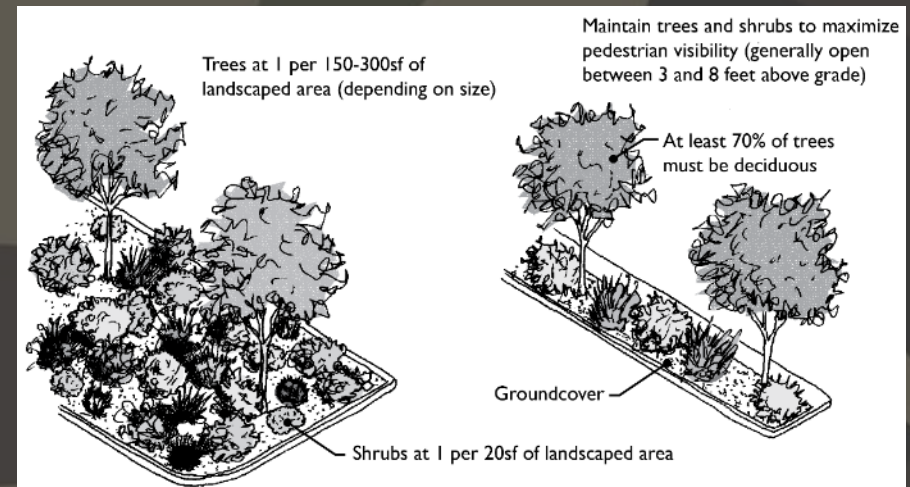 Trees at 1 per 150-300sf of
landscaped area (depending on size)
Maintain trees and shrubs to maximize
pedestrian visibility (generally open
between 3 and 8 feet above grade)
At least 70% of trees
must be deciduous
Groundcover
Shrubs at 1 per 20sf of landscaped area